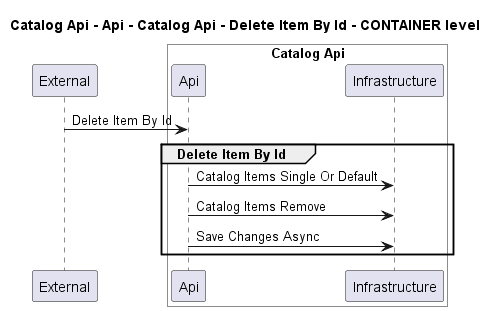 Catalog Api - Api - Catalog Api - Delete Item By Id - CONTAINER level
Catalog Api
External
Api
Infrastructure
Delete Item By Id
Delete Item By Id
Catalog Items Single Or Default
Catalog Items Remove
Save Changes Async
External
Api
Infrastructure